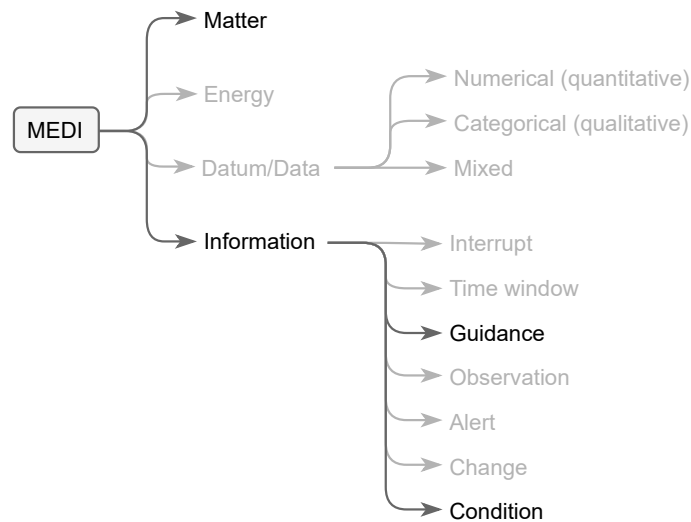 Matter
Energy
Numerical (quantitative)
Categorical (qualitative)
MEDI
Datum/Data
Mixed
Information
Interrupt
Time window
Guidance
Observation
Alert
Change
Condition